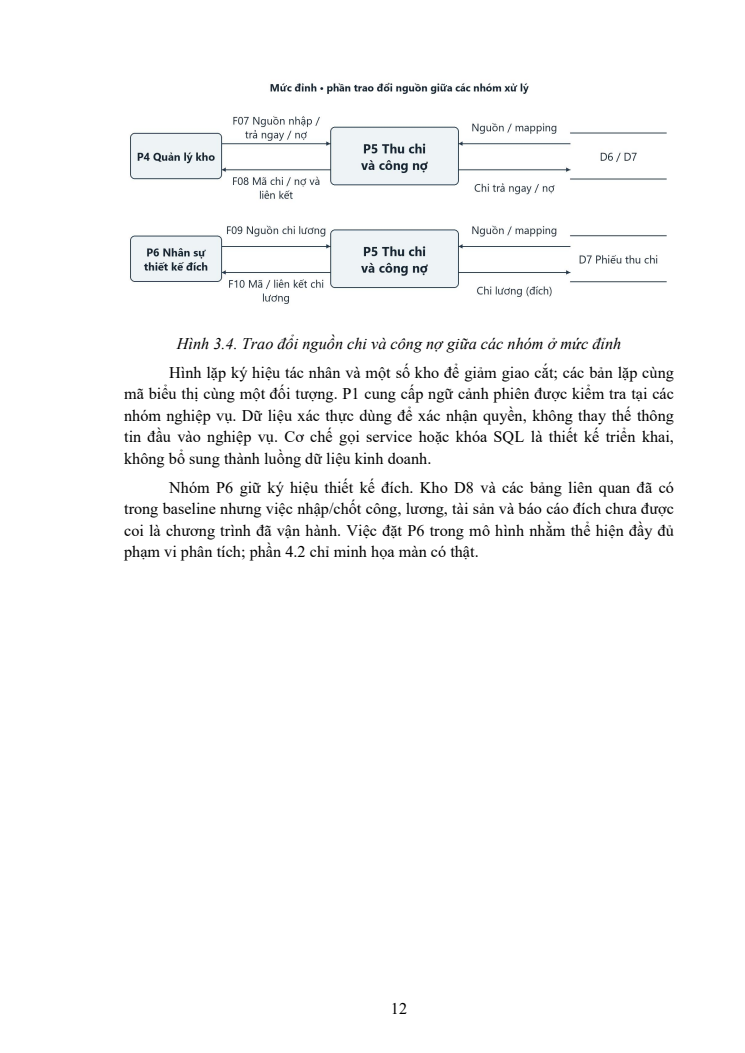 Mức đỉnh • phần trao đổi nguồn giữa các nhóm xử lý
F07 Nguồn nhập /
trả ngay / nợ
Nguồn / mapping
P4 Quản lý kho
P5 Thu chi
và công nợ
D6 / D7
F08 Mã chi / nợ và
liên kết
Chi trả ngay / nợ
F09 Nguồn chi lương
Nguồn / mapping
P6 Nhân sự
thiết kế đích
P5 Thu chi
và công nợ
D7 Phiếu thu chi
F10 Mã / liên kết chi
lương
Chi lương (đích)
Hình 3.4. Trao đổi nguồn chi và công nợ giữa các nhóm ở mức đỉnh
Hình lặp ký hiệu tác nhân và một số kho để giảm giao cắt; các bản lặp cùng
mã biểu thị cùng một đối tượng. P1 cung cấp ngữ cảnh phiên được kiểm tra tại các
nhóm nghiệp vụ. Dữ liệu xác thực dùng để xác nhận quyền, không thay thế thông
tin đầu vào nghiệp vụ. Cơ chế gọi service hoặc khóa SQL là thiết kế triển khai,
không bổ sung thành luồng dữ liệu kinh doanh.
Nhóm P6 giữ ký hiệu thiết kế đích. Kho D8 và các bảng liên quan đã có
trong baseline nhưng việc nhập/chốt công, lương, tài sản và báo cáo đích chưa được
coi là chương trình đã vận hành. Việc đặt P6 trong mô hình nhằm thể hiện đầy đủ
phạm vi phân tích; phần 4.2 chỉ minh họa màn có thật.
12